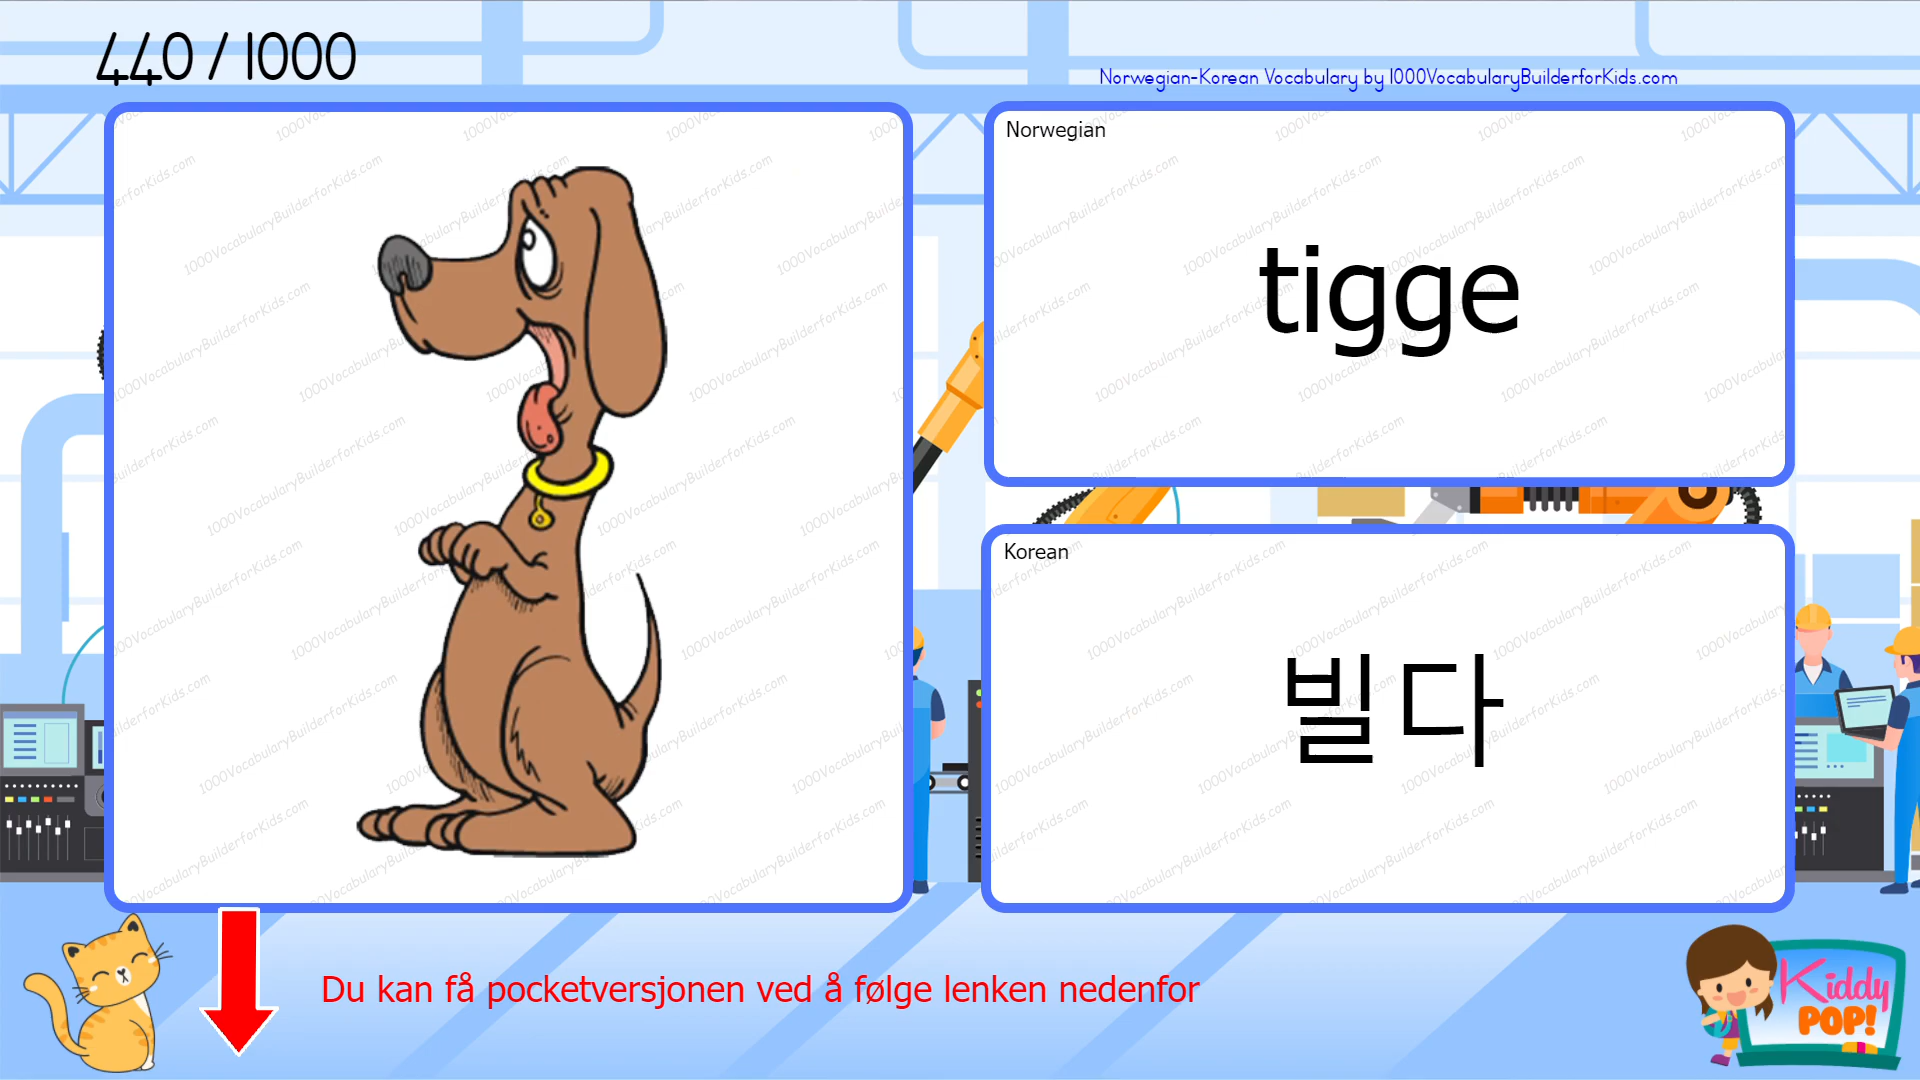 440 / 1000
Norwegian-Korean Vocabulary by 1000VocabularyBuilderforKids.com
Norwegian
tigge
Korean
빌다
Du kan få pocketversjonen ved å følge lenken nedenfor
Kiddy
POP!